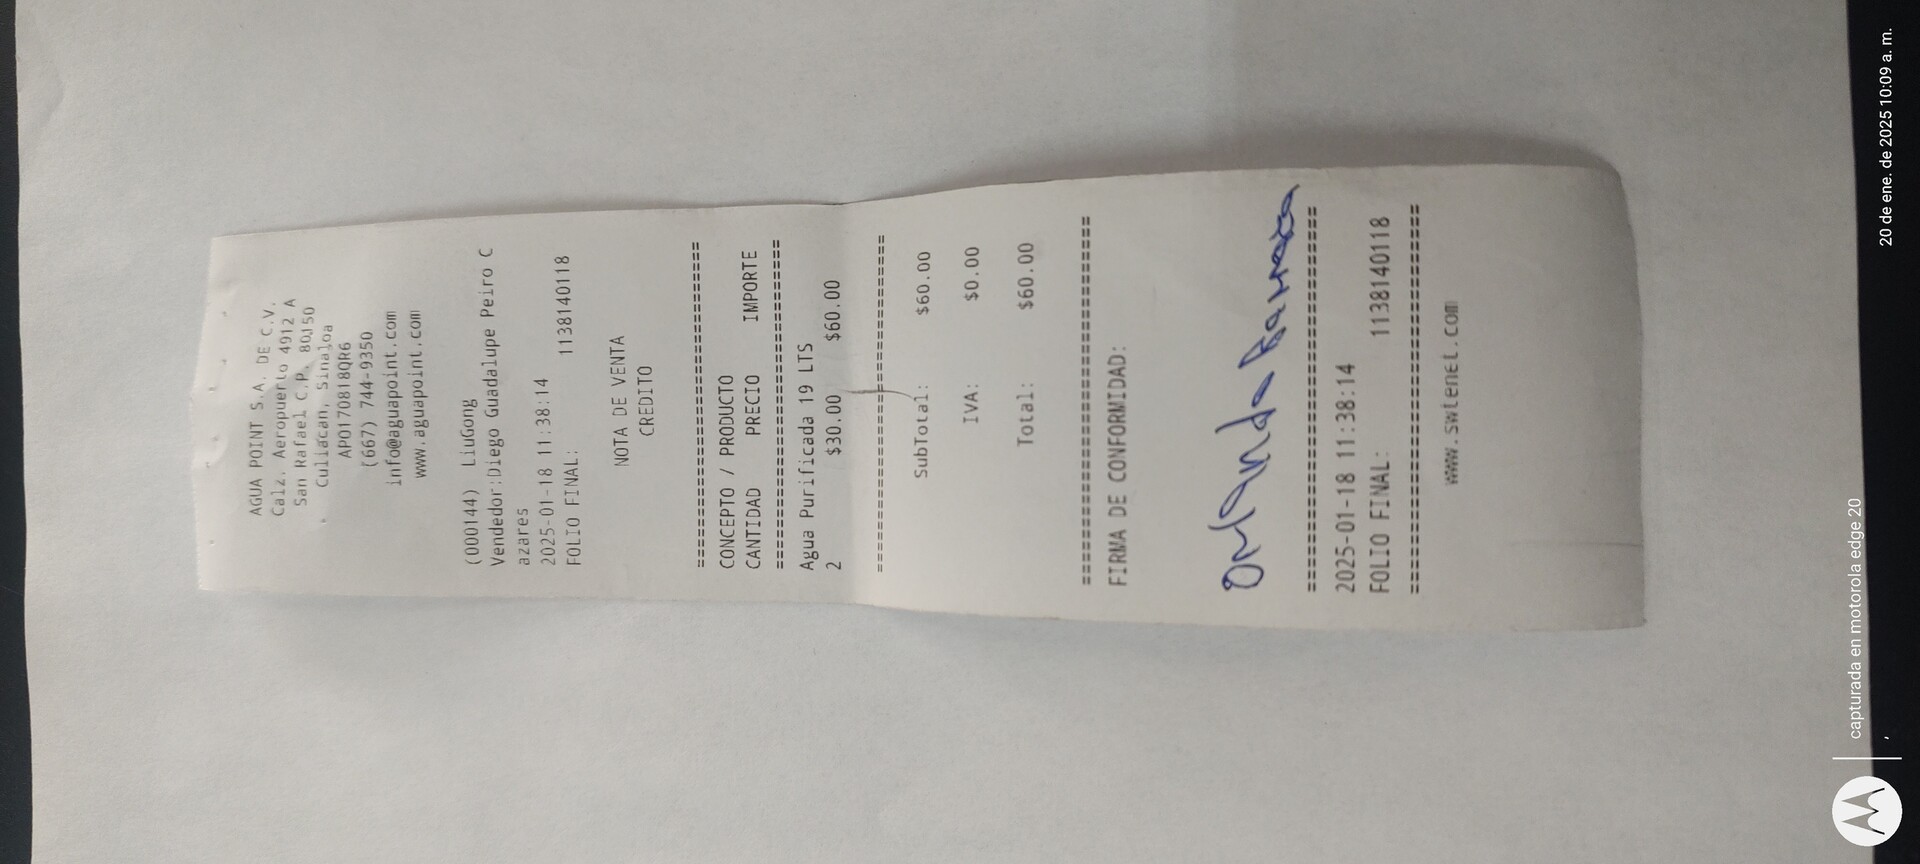 AGUA POINT S.A. DE C.V.
Calz. Aeropuerto 4912 A
San Rafael C.P. 80150
Culiacan, Sinaloa
APO170818QR6
(667) 744-9350
info@aguapoint.com
www.aguapoint.com
(000144) LiuGong
Vendedor:Diego Guadalupe Peiro C
azares
2025-01-18 11:38:14
FOLIO FINAL: 1138140118
NOTA DE VENTA
CREDITO
================================
CONCEPTO / PRODUCTO
CANTIDAD PRECIO IMPORTE
================================
Agua Purificada 19 LTS
2 $30.00 $60.00
================================
SubTotal: $60.00
IVA: $0.00
Total: $60.00
================================
FIRMA DE CONFORMIDAD:
Orlando Barraza
================================
2025-01-18 11:38:14
FOLIO FINAL: 1138140118
================================
www.swtenel.com
capturada en motorola edge 20
20 de ene. de 2025 10:09 a. m.